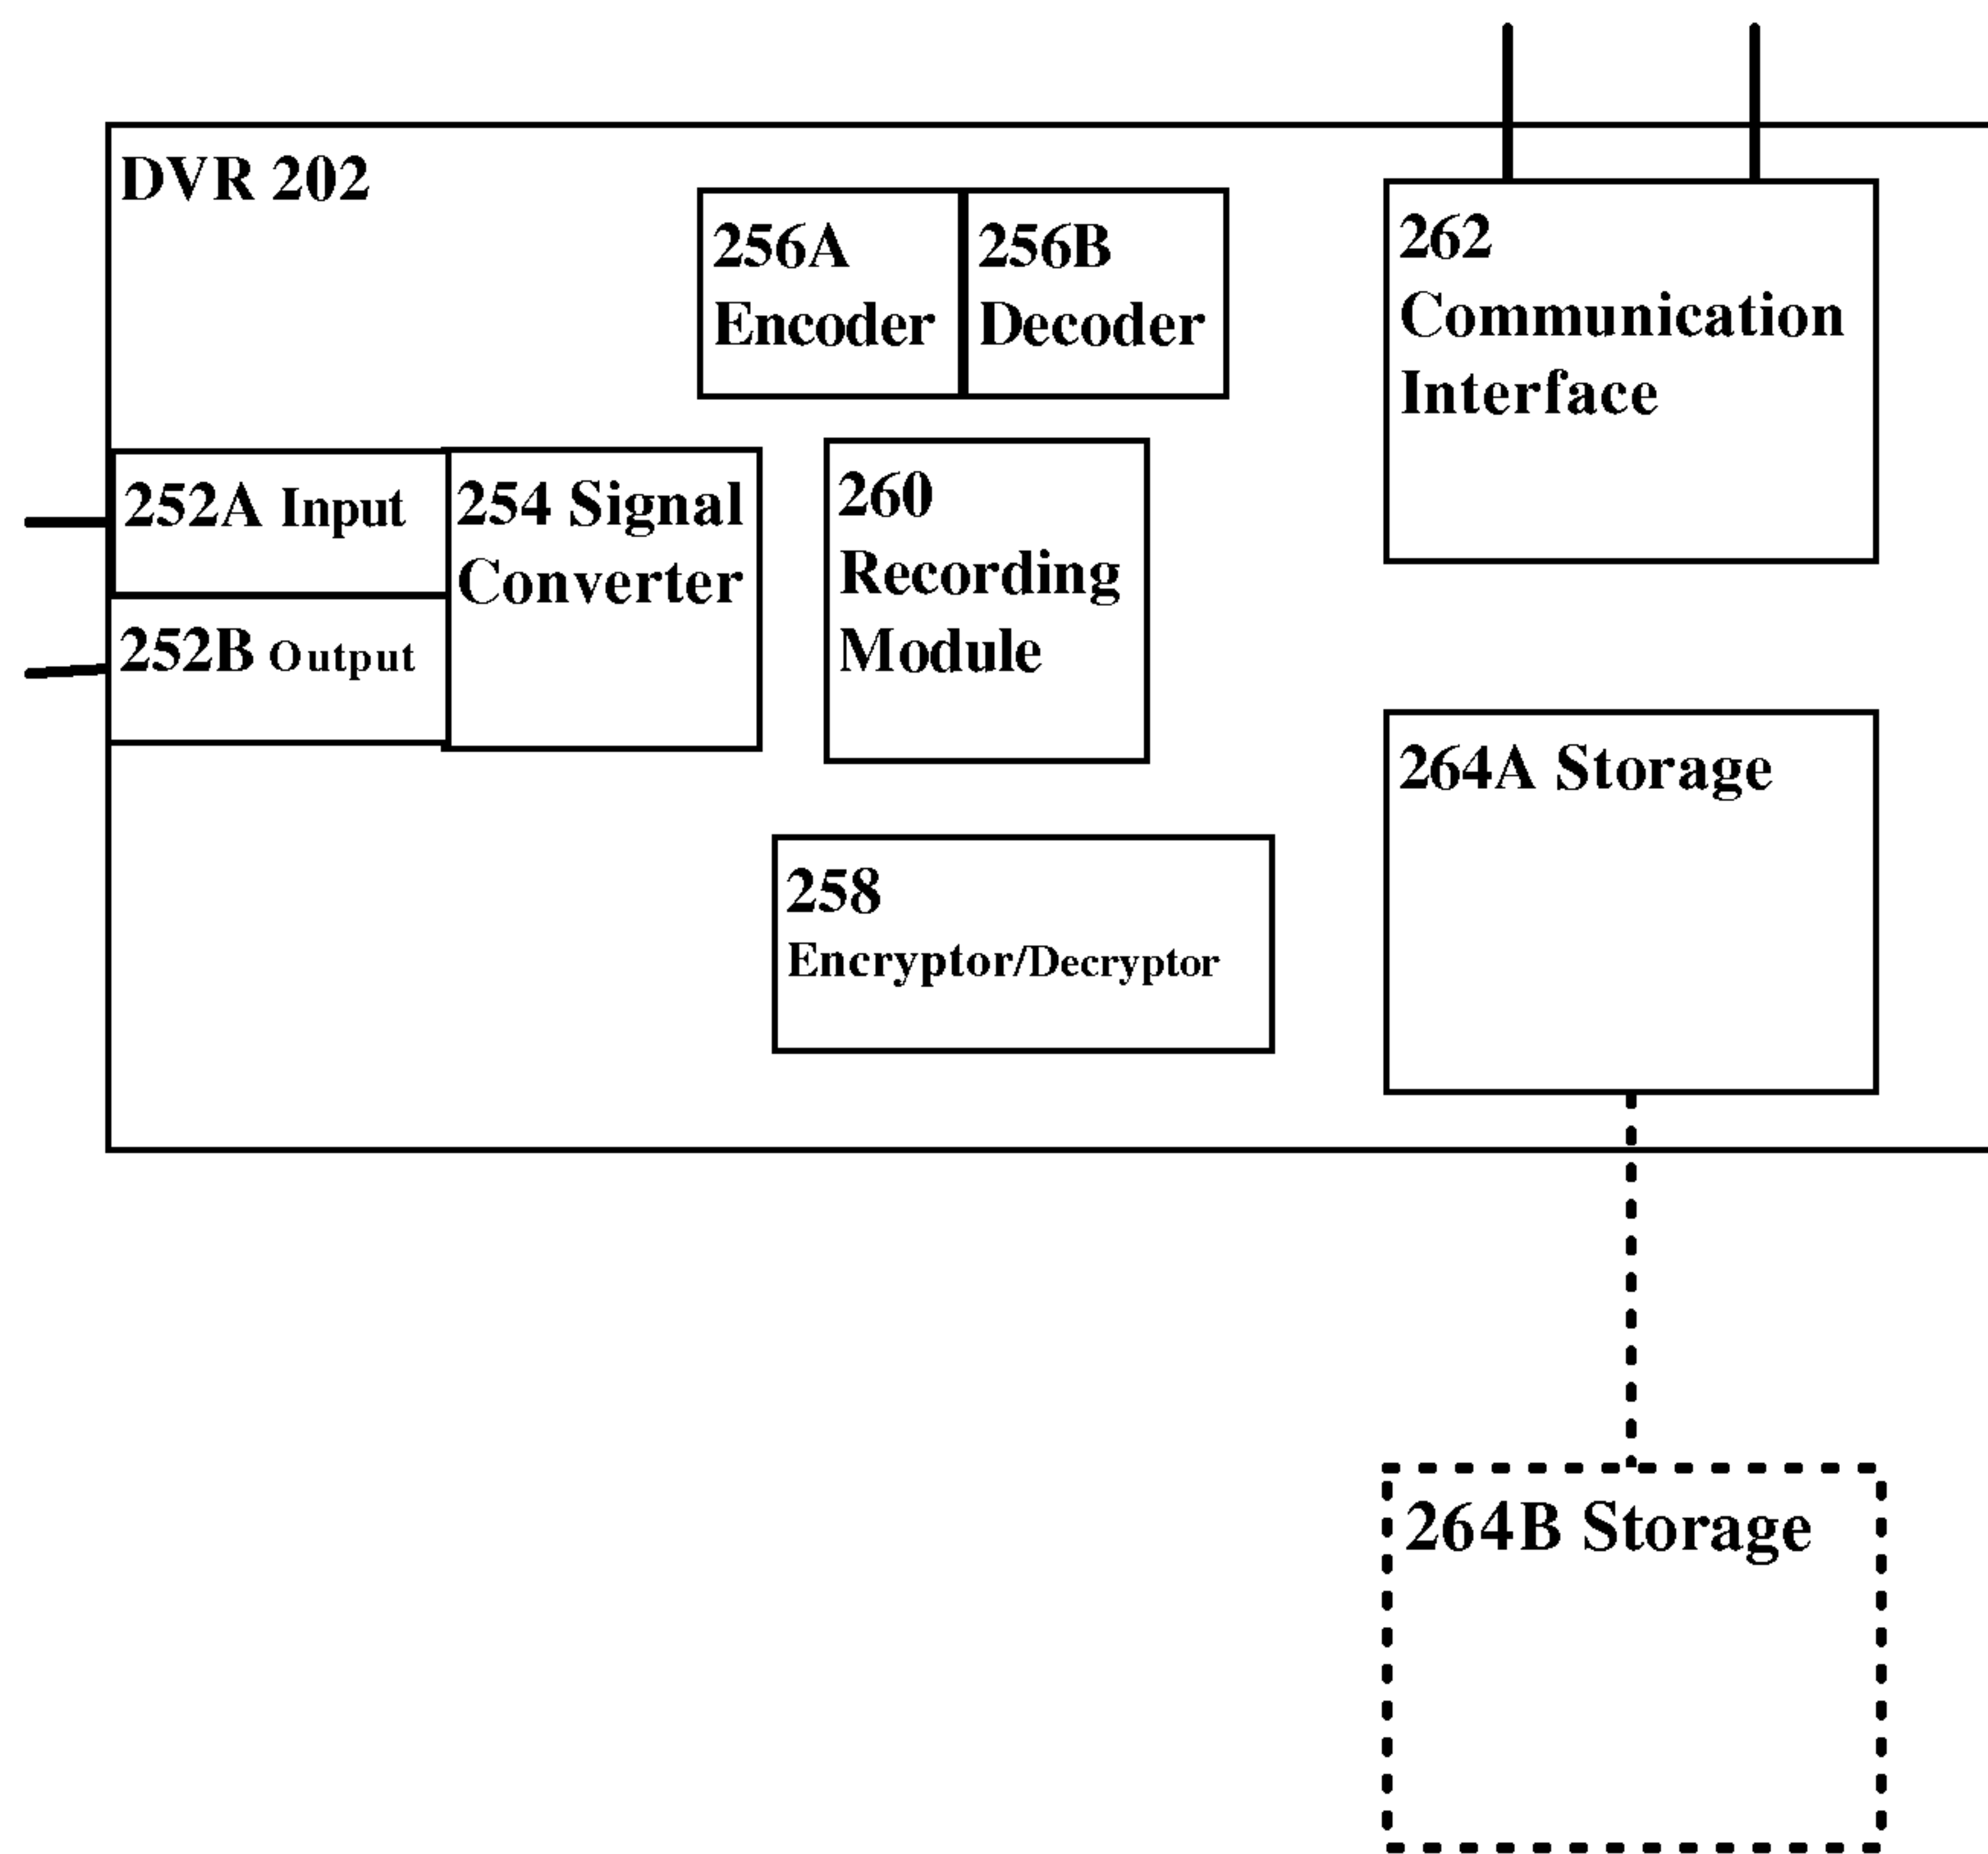 DVR 202
256A
Encoder
256B
Decoder
262
Communication
Interface
252A Input
252B Output
254 Signal
Converter
260
Recording
Module
264A Storage
258
Encryptor/Decryptor
264B Storage